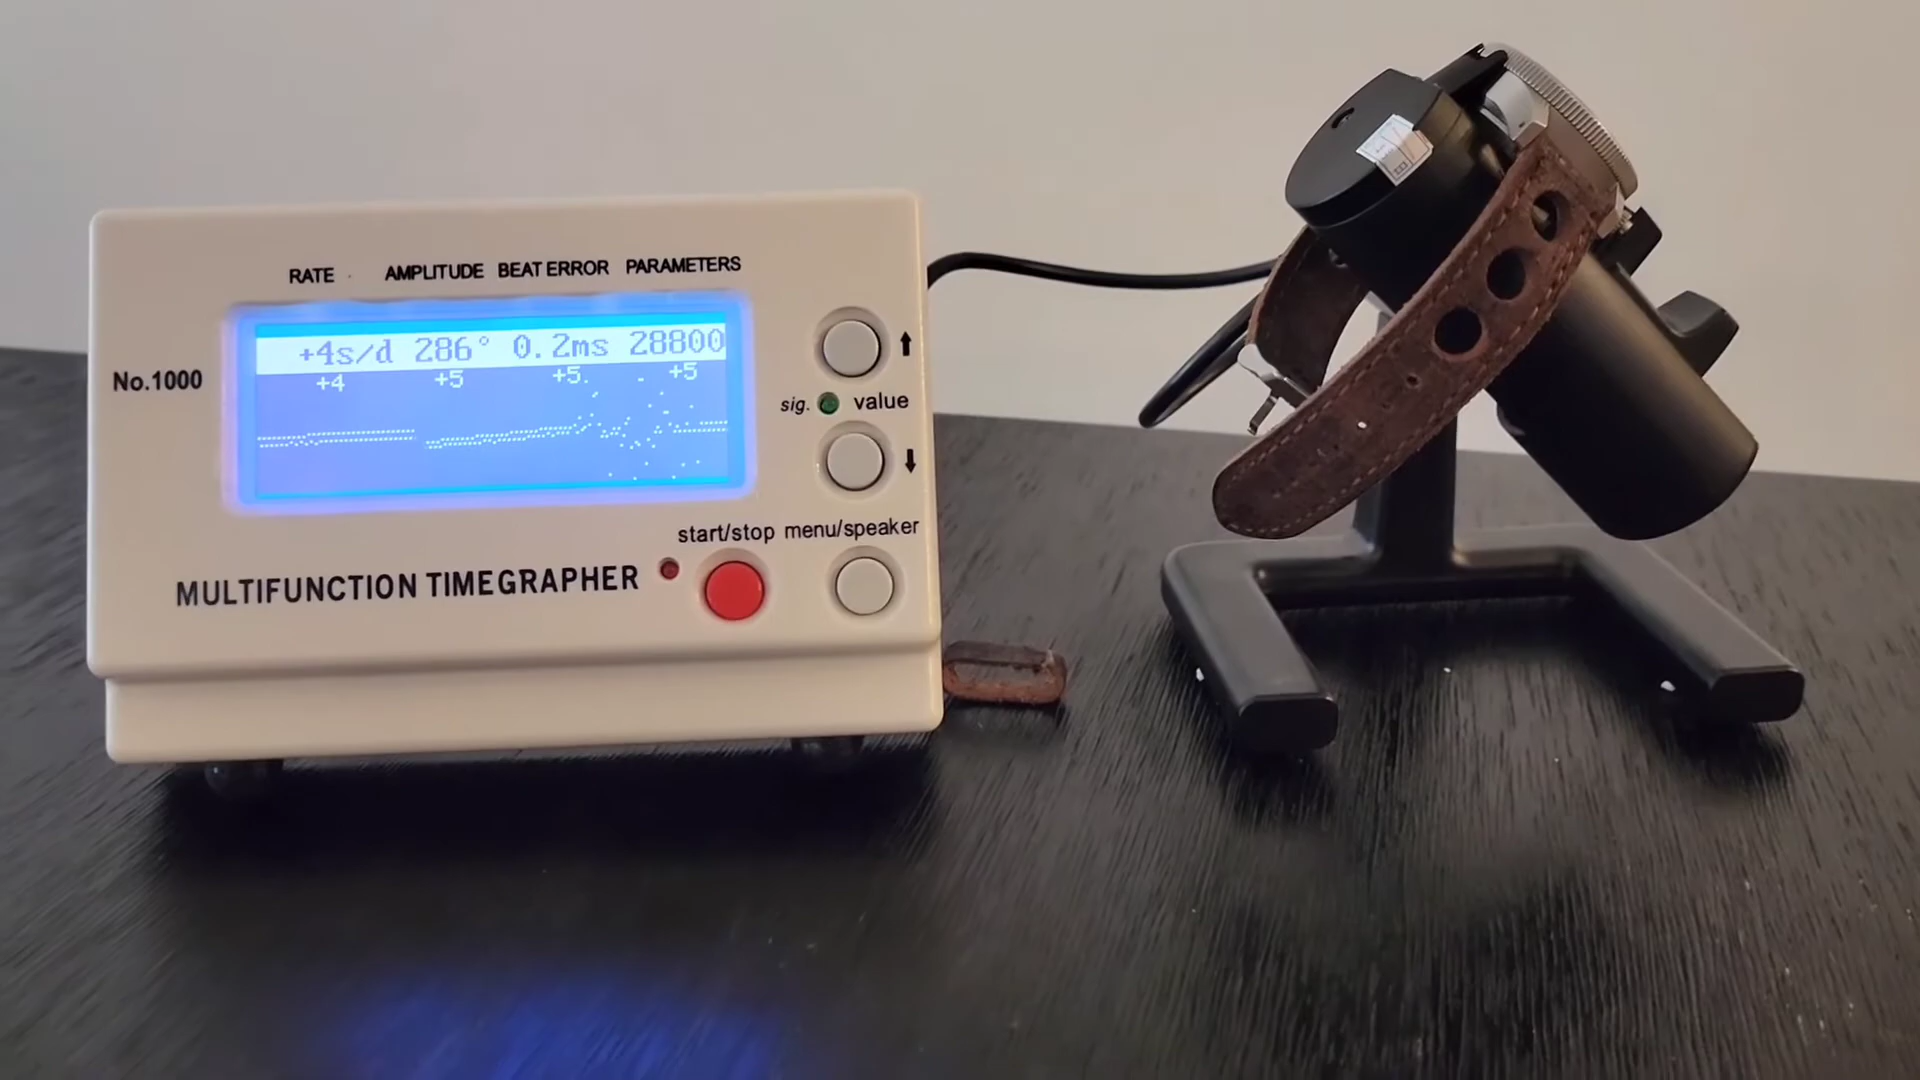 RATE AMPLITUDE BEAT ERROR PARAMETERS
+4s/d 286° 0.2ms 28800
+4 +5 +5 +5
No.1000
sig. value
start/stop menu/speaker
MULTIFUNCTION TIMEGRAPHER